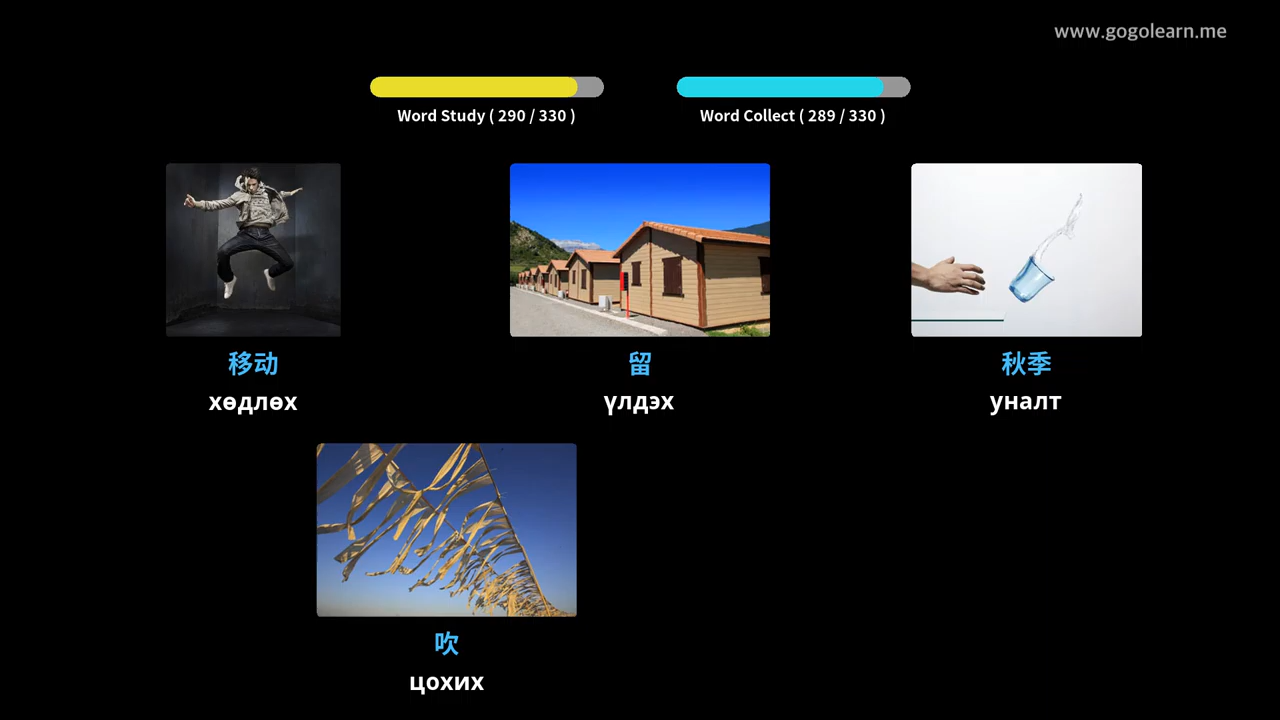 www.gogolearn.me
Word Study ( 290 / 330 )
Word Collect ( 289 / 330 )
移动
хөдлөх
留
үлдэх
秋季
уналт
吹
цохих